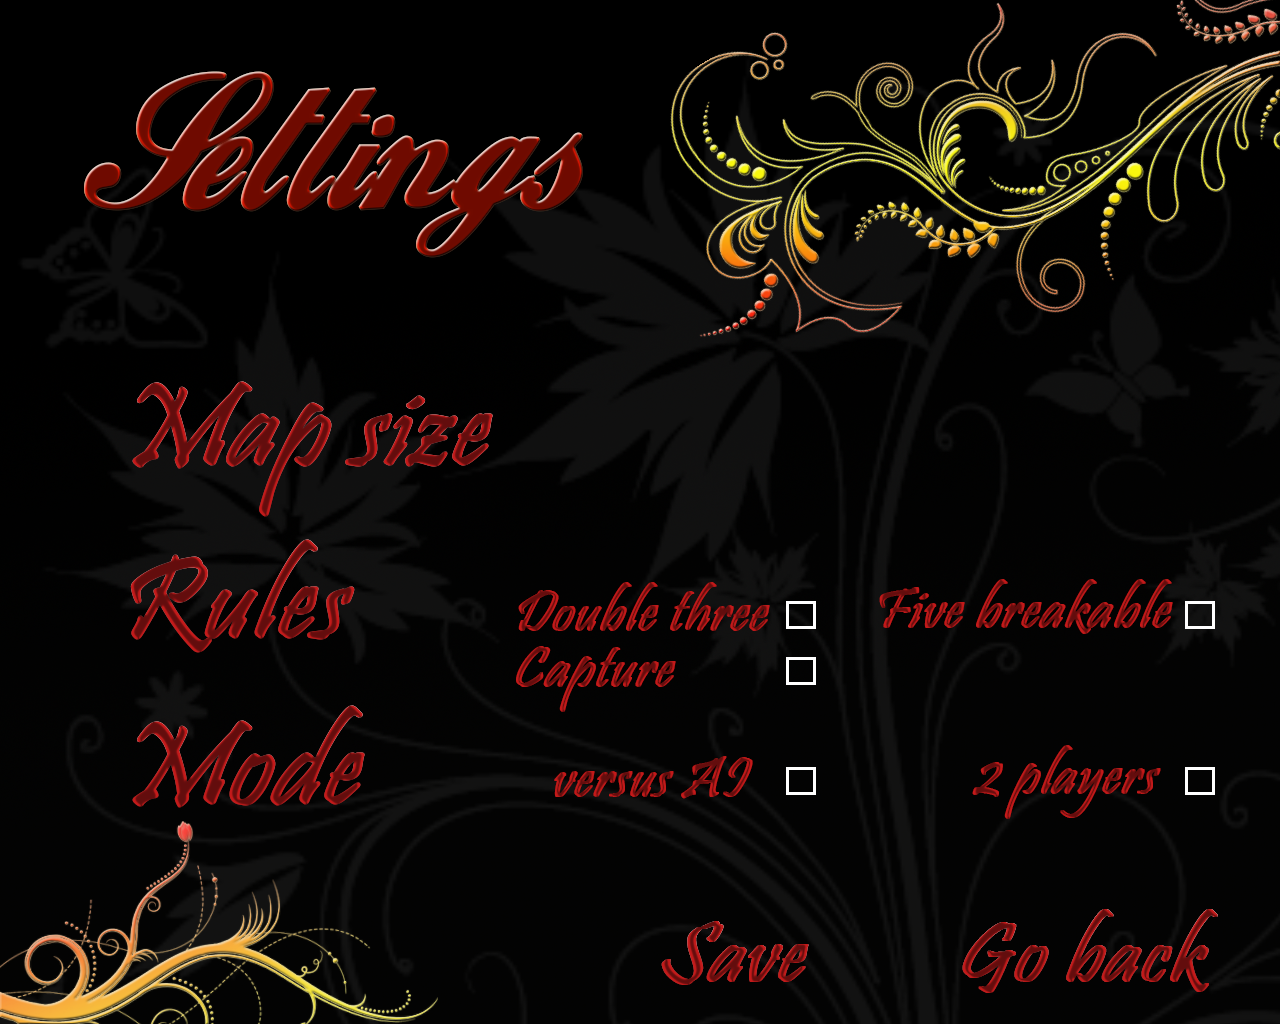 Settings
Map size
Rules
Double three
Five breakable
Capture
Mode
versus AI
2 players
Save
Go back